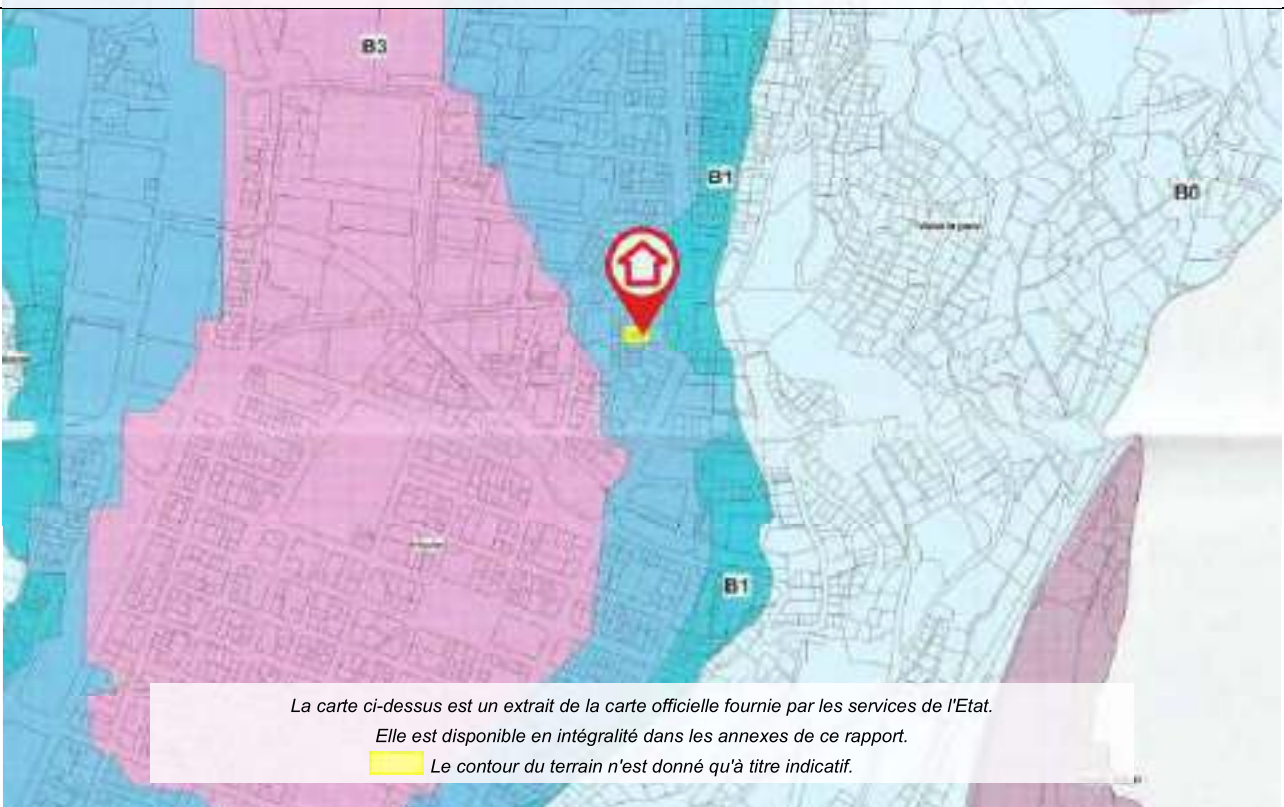 B3
B1
B0
B1
La carte ci-dessus est un extrait de la carte officielle fournie par les services de l'Etat.
Elle est disponible en intégralité dans les annexes de ce rapport.
Le contour du terrain n'est donné qu'à titre indicatif.